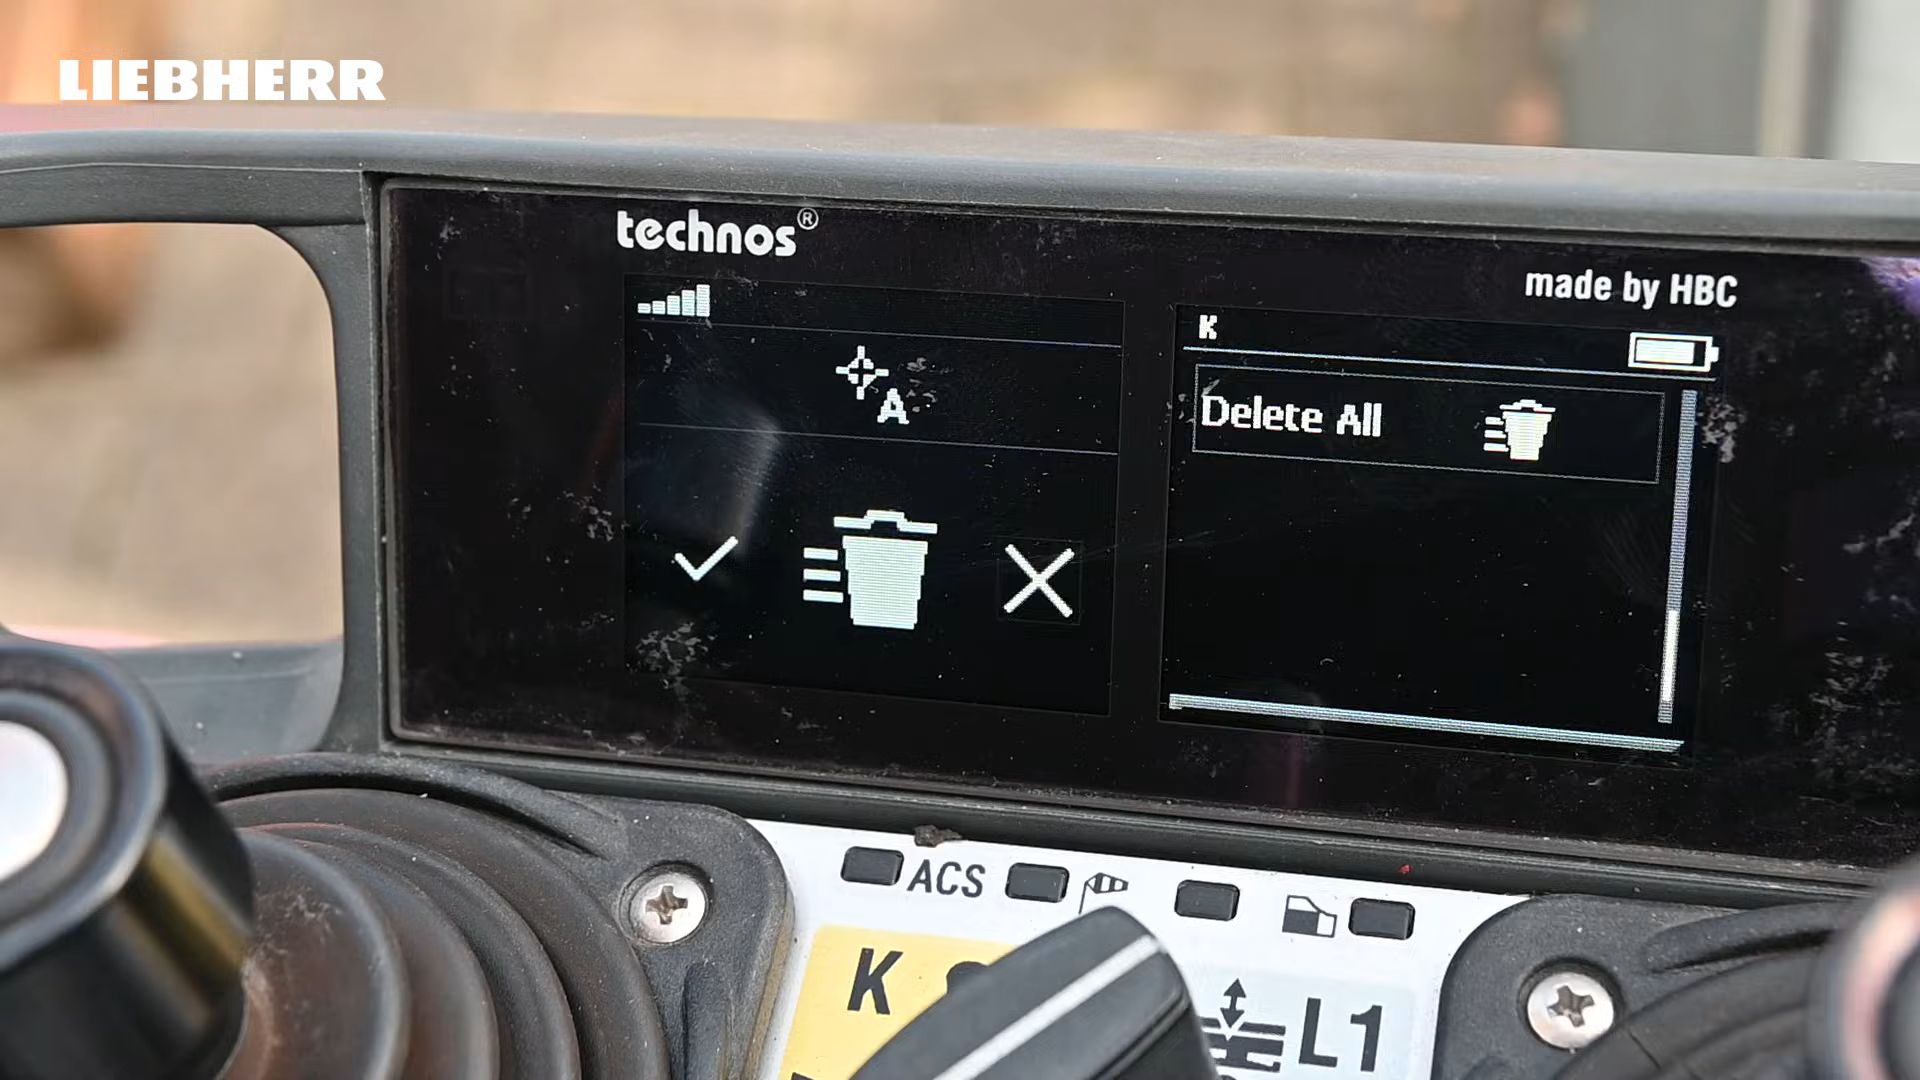 LIEBHERR
technos®
made by HBC
A
K
Delete All
ACS
K
L1